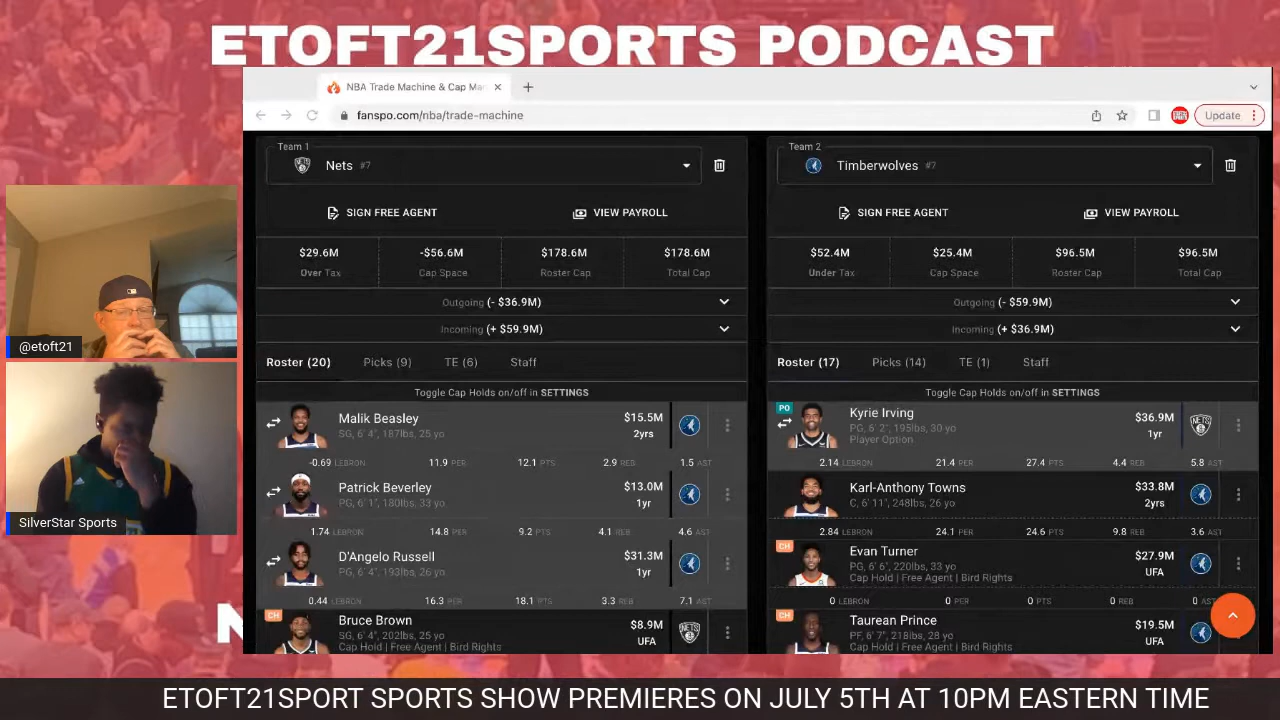 ETOFT21SPORTS PODCAST
NBA Trade Machine & Cap Ma
fanspo.com/nba/trade-machine
Update
Team 1
Nets #7
SIGN FREE AGENT
VIEW PAYROLL
$29.6M
-$56.6M
$178.6M
$178.6M
Over Tax
Cap Space
Roster Cap
Total Cap
Outgoing (- $36.9M)
Incoming (+ $59.9M)
Roster (20)
Picks (9)
TE (6)
Staff
Toggle Cap Holds on/off in SETTINGS
Malik Beasley
$15.5M
SG, 6' 4", 187lbs, 25 yo
2yrs
-0.69 LEBRON
11.9 PER
12.1 PTS
2.9 REB
1.5 AST
Patrick Beverley
$13.0M
PG, 6' 1", 180lbs, 33 yo
1yr
1.74 LEBRON
14.8 PER
9.2 PTS
4.1 REB
4.6 AST
D'Angelo Russell
$31.3M
PG, 6' 4", 193lbs, 26 yo
1yr
0.44 LEBRON
16.3 PER
18.1 PTS
3.3 REB
7.1 AST
CH
Bruce Brown
$8.9M
SG, 6' 4", 202lbs, 25 yo
UFA
Cap Hold | Free Agent | Bird Rights
Team 2
Timberwolves #7
SIGN FREE AGENT
VIEW PAYROLL
$52.4M
$25.4M
$96.5M
$96.5M
Under Tax
Cap Space
Roster Cap
Total Cap
Outgoing (- $59.9M)
Incoming (+ $36.9M)
Roster (17)
Picks (14)
TE (1)
Staff
Toggle Cap Holds on/off in SETTINGS
PO
Kyrie Irving
$36.9M
PG, 6' 2", 195lbs, 30 yo
1yr
Player Option
2.14 LEBRON
21.4 PER
27.4 PTS
4.4 REB
5.8 AST
Karl-Anthony Towns
$33.8M
C, 6' 11", 248lbs, 26 yo
2yrs
2.84 LEBRON
24.1 PER
24.6 PTS
9.8 REB
3.6 AST
CH
Evan Turner
$27.9M
PG, 6' 6", 220lbs, 33 yo
UFA
Cap Hold | Free Agent | Bird Rights
0 LEBRON
0 PER
0 PTS
0 REB
0 AST
CH
Taurean Prince
$19.5M
PF, 6' 7", 218lbs, 28 yo
UFA
Cap Hold | Free Agent | Bird Rights
@etoft21
SilverStar Sports
N
ETOFT21SPORT SPORTS SHOW PREMIERES ON JULY 5TH AT 10PM EASTERN TIME